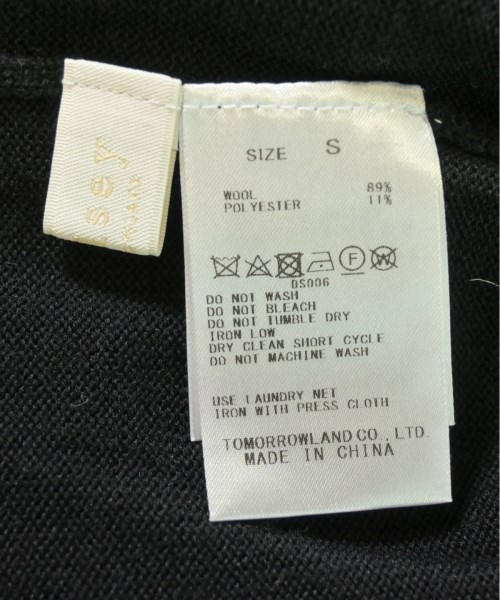 sey
SIZE S
WOOL 89%
POLYESTER 11%
F W
DS006
DO NOT WASH
DO NOT BLEACH
DO NOT TUMBLE DRY
IRON LOW
DRY CLEAN SHORT CYCLE
DO NOT MACHINE WASH
USE LAUNDRY NET
IRON WITH PRESS CLOTH
TOMORROWLAND CO., LTD.
MADE IN CHINA